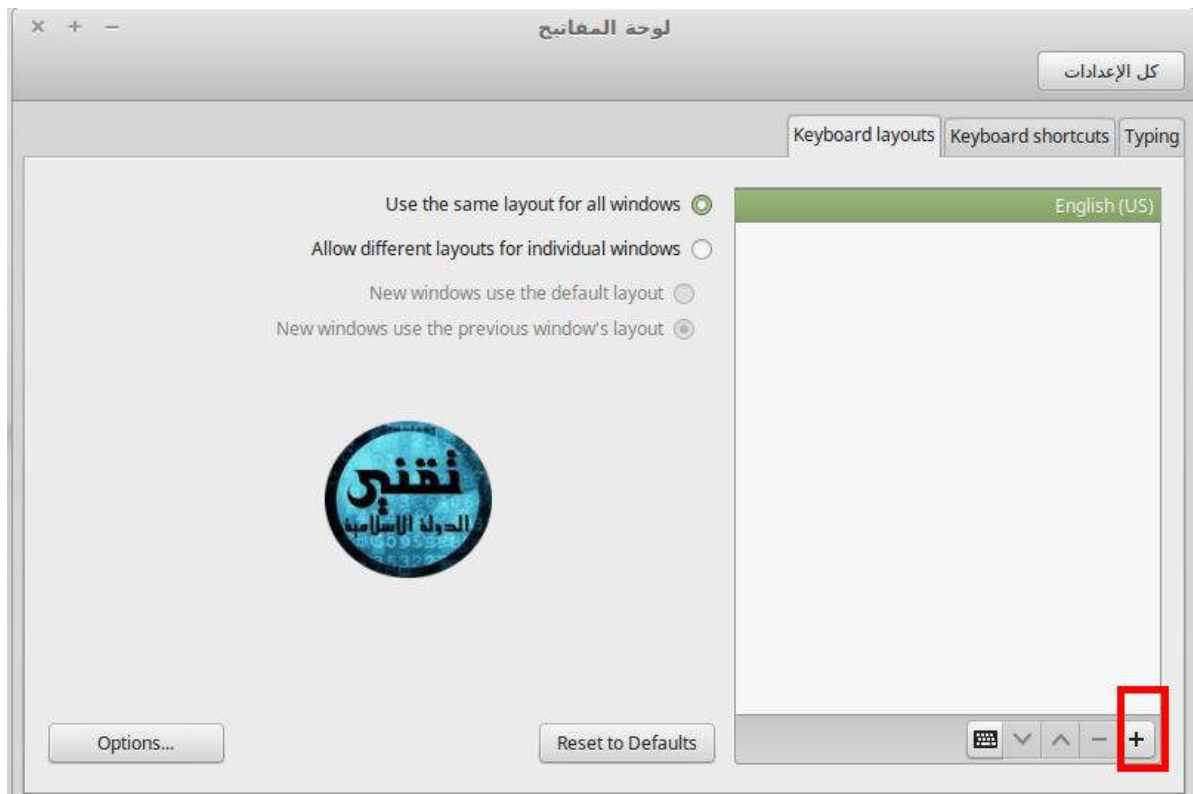 لوحة المفاتيح
كل الإعدادات
Keyboard layouts
Keyboard shortcuts
Typing
Use the same layout for all windows
English (US)
Allow different layouts for individual windows
New windows use the default layout
New windows use the previous window's layout
تقني
الدولة الاسلامية
Options...
Reset to Defaults